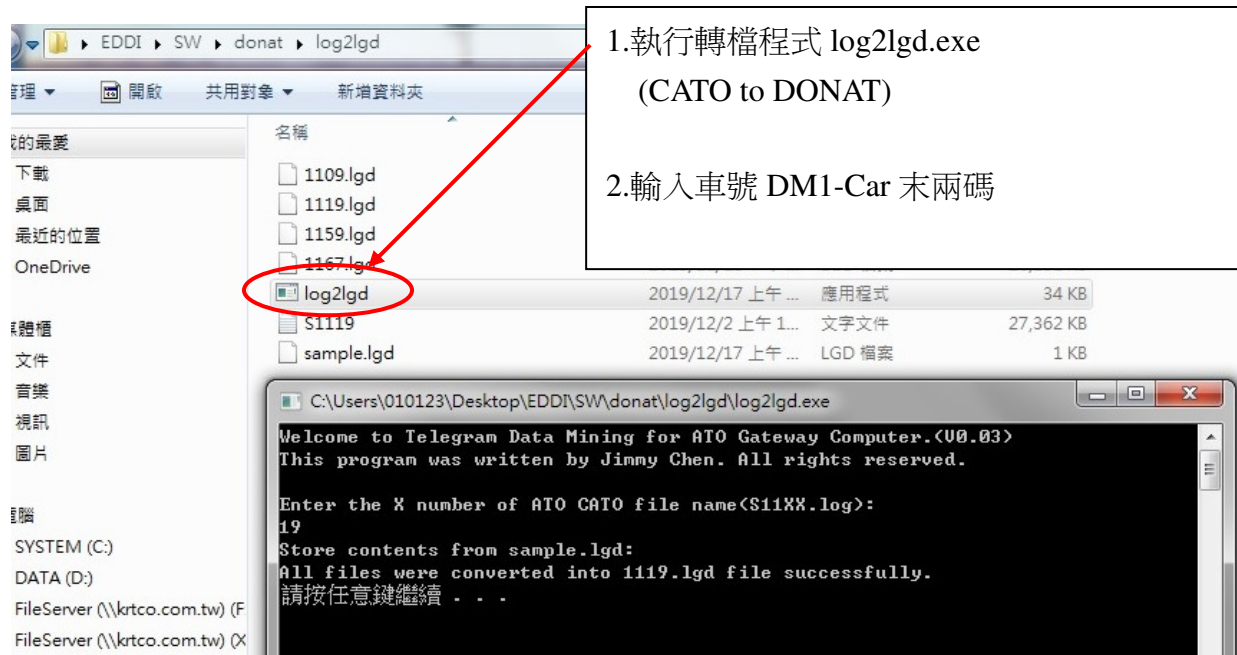 EDDI ▸ SW ▸ donat ▸ log2lgd
管理 ▼ 開啟 共用對象 ▼ 新增資料夾
1.執行轉檔程式 log2lgd.exe
(CATO to DONAT)
2.輸入車號 DM1-Car 末兩碼
我的最愛
下載
桌面
最近的位置
OneDrive
媒體櫃
文件
音樂
視訊
圖片
電腦
SYSTEM (C:)
DATA (D:)
FileServer (\\krtco.com.tw) (F
FileServer (\\krtco.com.tw) (X
名稱
1109.lgd
1119.lgd
1159.lgd
1167.lgd
log2lgd 2019/12/17 上午 ... 應用程式 34 KB
S1119 2019/12/2 上午 1... 文字文件 27,362 KB
sample.lgd 2019/12/17 上午 ... LGD 檔案 1 KB
C:\Users\010123\Desktop\EDDI\SW\donat\log2lgd\log2lgd.exe
Welcome to Telegram Data Mining for ATO Gateway Computer.(V0.03)
This program was written by Jimmy Chen. All rights reserved.
Enter the X number of ATO CATO file name(S11XX.log):
19
Store contents from sample.lgd:
All files were converted into 1119.lgd file successfully.
請按任意鍵繼續 . . .